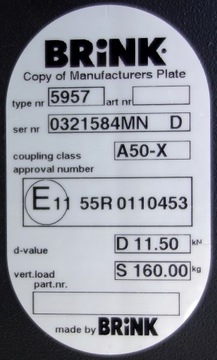 BRiNK
Copy of Manufacturers Plate
type nr 5957 art nr
ser nr 0321584MN D
coupling class A50-X
approval number
E 11 55R 0110453
d-value D 11.50 kN
vert.load S 160.00 kg
part.nr.
made by BRiNK